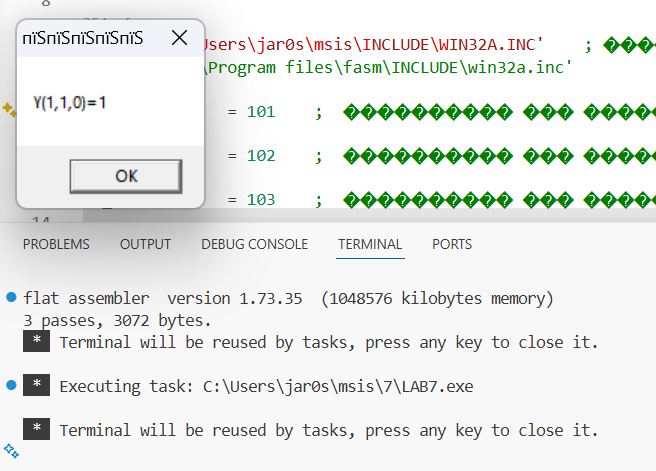 8
пїЅпїЅпїЅпїЅпїЅ
Y(1,1,0)=1
OK
Users\jar0s\msis\INCLUDE\WIN32A.INC' ; ����
\Program files\fasm\INCLUDE\win32a.inc'
= 101 ; ������������ ��� �����
= 102 ; ������������ ��� �����
= 103 ; ������������ ��� �����
14
PROBLEMS OUTPUT DEBUG CONSOLE TERMINAL PORTS
flat assembler version 1.73.35 (1048576 kilobytes memory)
3 passes, 3072 bytes.
* Terminal will be reused by tasks, press any key to close it.
* Executing task: C:\Users\jar0s\msis\7\LAB7.exe
* Terminal will be reused by tasks, press any key to close it.